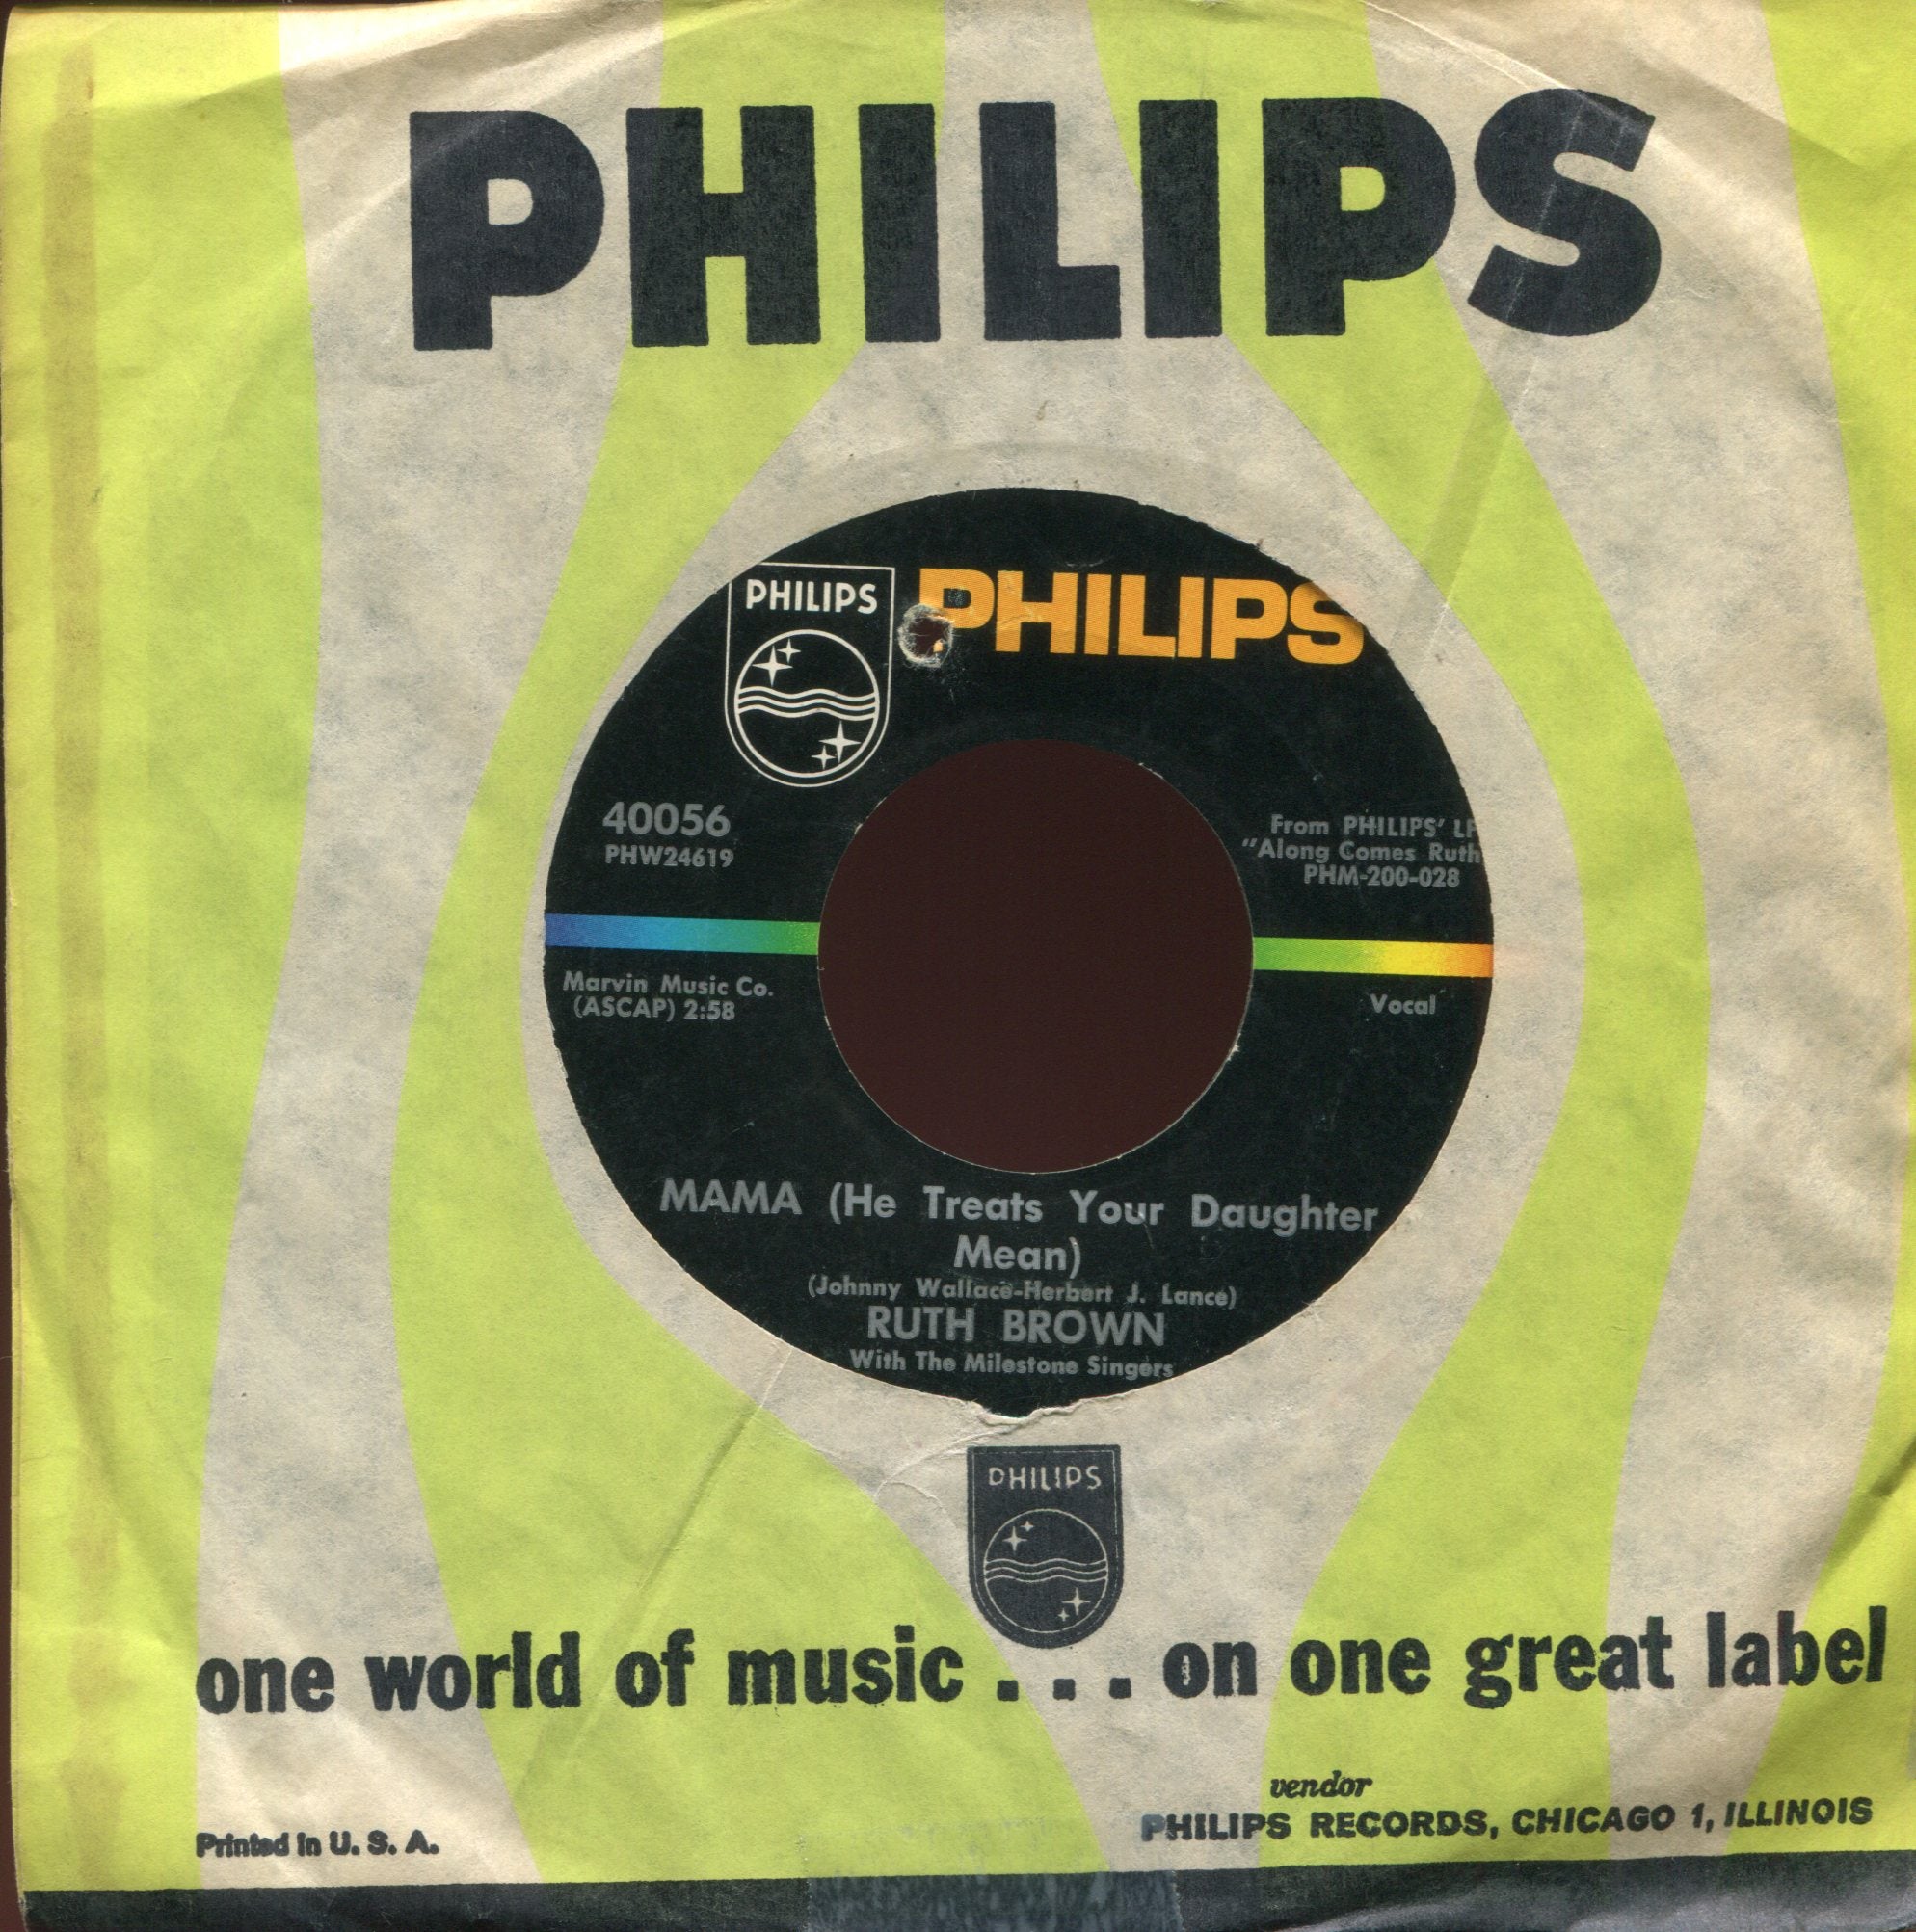 PHILIPS
PHILIPS
PHILIPS
40056
PHW24619
From PHILIPS' LP
"Along Comes Ruth
PHM-200-028
Marvin Music Co.
(ASCAP) 2:58
Vocal
MAMA (He Treats Your Daughter
Mean)
(Johnny Wallace-Herbert J. Lance)
RUTH BROWN
With The Milestone Singers
PHILIPS
one world of music . . . on one great label
vendor
PHILIPS RECORDS, CHICAGO 1, ILLINOIS
Printed in U. S. A.